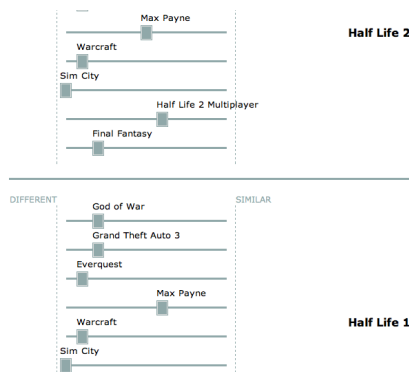 Max Payne
Half Life 2
Warcraft
Sim City
Half Life 2 Multiplayer
Final Fantasy
DIFFERENT
SIMILAR
God of War
Grand Theft Auto 3
Everquest
Max Payne
Warcraft
Half Life 1
Sim City